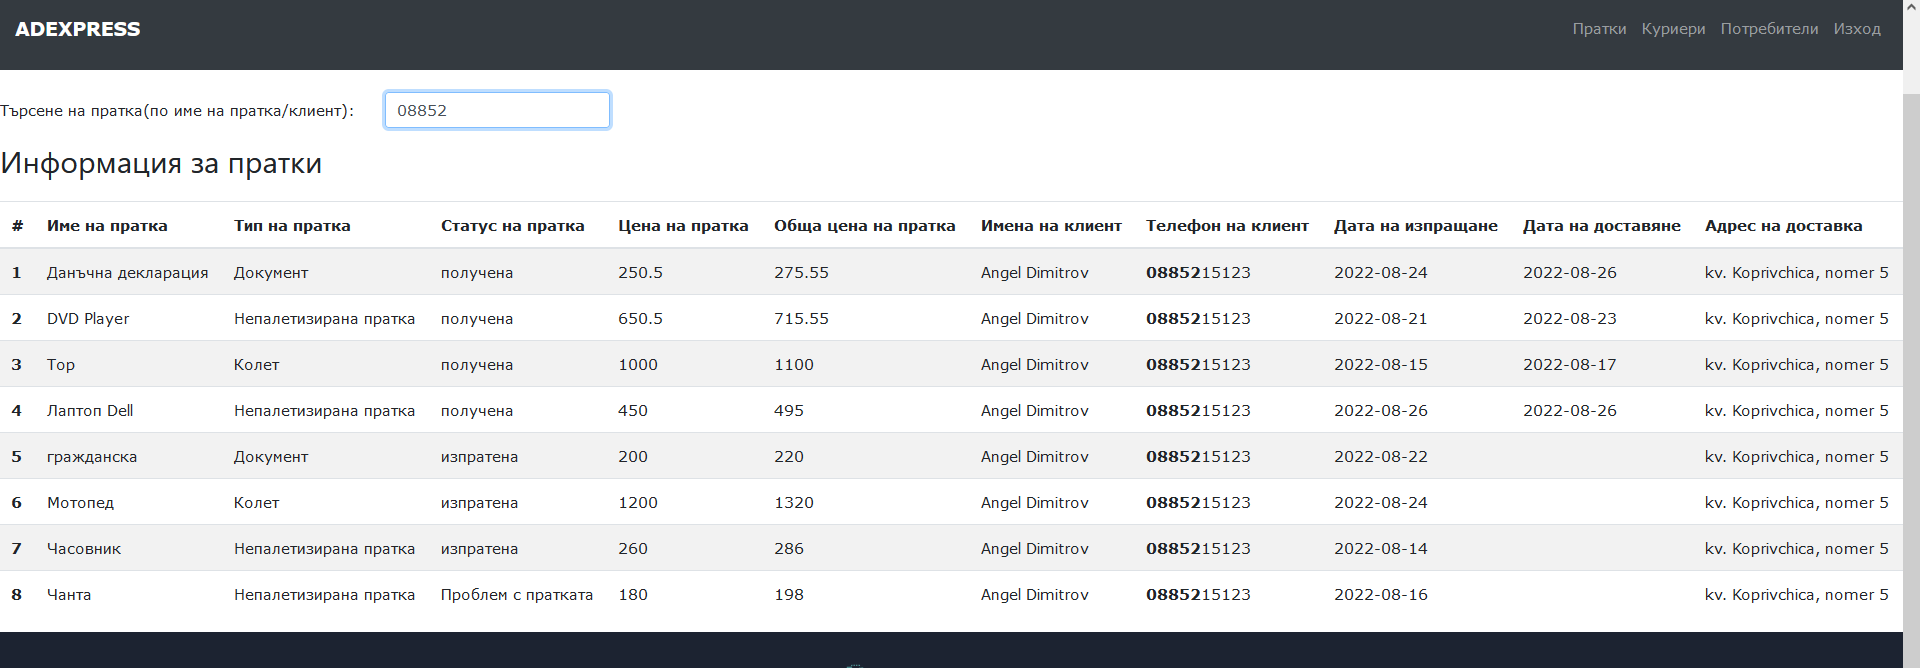 ADEXPRESS Пратки Куриери Потребители Изход
Търсене на пратка(по име на пратка/клиент): 08852
Информация за пратки
# Име на пратка Тип на пратка Статус на пратка Цена на пратка Обща цена на пратка Имена на клиент Телефон на клиент Дата на изпращане Дата на доставяне Адрес на доставка
1 Данъчна декларация Документ получена 250.5 275.55 Angel Dimitrov 0885215123 2022-08-24 2022-08-26 kv. Koprivchica, nomer 5
2 DVD Player Непалетизирана пратка получена 650.5 715.55 Angel Dimitrov 0885215123 2022-08-21 2022-08-23 kv. Koprivchica, nomer 5
3 Тор Колет получена 1000 1100 Angel Dimitrov 0885215123 2022-08-15 2022-08-17 kv. Koprivchica, nomer 5
4 Лаптоп Dell Непалетизирана пратка получена 450 495 Angel Dimitrov 0885215123 2022-08-26 2022-08-26 kv. Koprivchica, nomer 5
5 гражданска Документ изпратена 200 220 Angel Dimitrov 0885215123 2022-08-22 kv. Koprivchica, nomer 5
6 Мотопед Колет изпратена 1200 1320 Angel Dimitrov 0885215123 2022-08-24 kv. Koprivchica, nomer 5
7 Часовник Непалетизирана пратка изпратена 260 286 Angel Dimitrov 0885215123 2022-08-14 kv. Koprivchica, nomer 5
8 Чанта Непалетизирана пратка Проблем с пратката 180 198 Angel Dimitrov 0885215123 2022-08-16 kv. Koprivchica, nomer 5